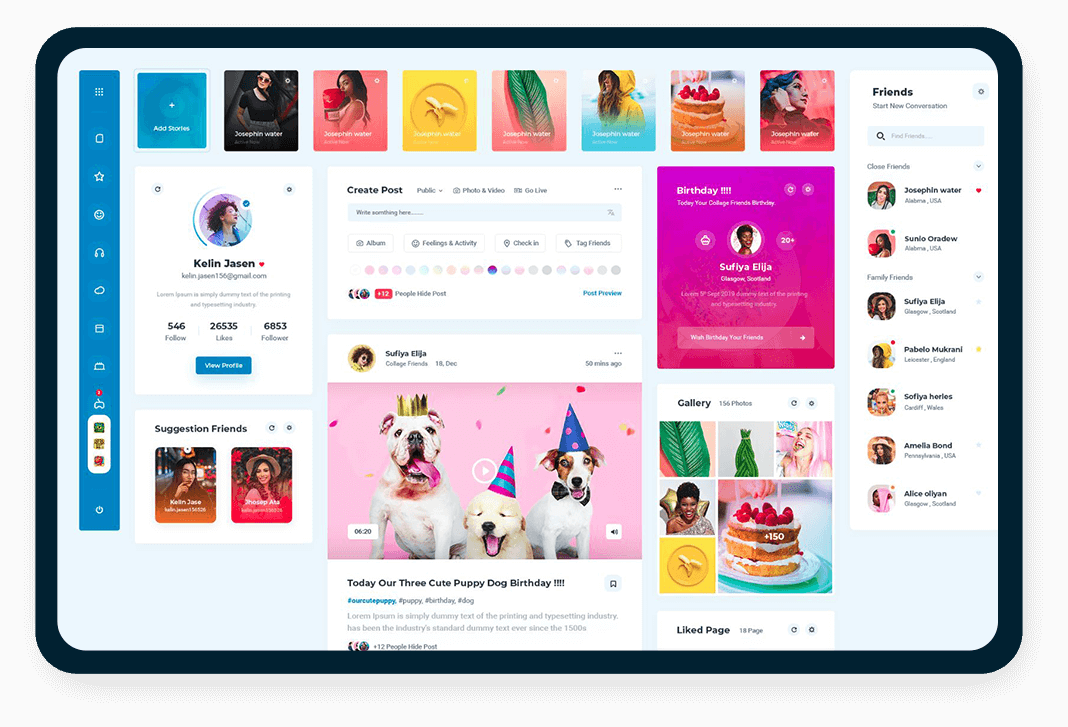 Add Stories
Josephin water
Active Now
Josephin water
Active Now
Josephin water
Active Now
Josephin water
Active Now
Josephin water
Active Now
Josephin water
Active Now
Josephin water
Active Now
Kelin Jasen
kelin.jasen156@gmail.com
Lorem Ipsum is simply dummy text of the printing
and typesetting industry.
546
Follow
26535
Likes
6853
Follower
View Profile
Suggestion Friends
Kelin Jase
kelin.jasen156526
Jhosep Ata
kelin.jasen156526
Create Post
Public
Photo & Video
Go Live
Write somthing here.......
Album
Feelings & Activity
Check in
Tag Friends
+12
People Hide Post
Post Preview
Sufiya Elija
Collage Friends
18, Dec
50 mins ago
06:20
Today Our Three Cute Puppy Dog Birthday !!!!
#ourcutepuppy, #puppy, #birthday, #dog
Lorem Ipsum is simply dummy text of the printing and typesetting industry.
has been the industry's standard dummy text ever since the 1500s
+12 People Hide Post
Birthday !!!!
Today Your Collage Friends Birthday.
20+
Sufiya Elija
Glasgow, Scotland
Lorem 5th Sept 2019 dummy text of the printing
and typesetting industry.
Wish Birthday Your Friends
Gallery
156 Photos
+150
Liked Page
18 Page
Friends
Start New Conversation
Find Friends....
Close Friends
Josephin water
Alabma , USA
Sunio Oradew
Alabma , USA
Family Friends
Sufiya Elija
Glasgow , Scotland
Pabelo Mukrani
Leicester , England
Sofiya herles
Cardiff , Wales
Amelia Bond
Pennsylvania , USA
Alice oliyan
Glasgow , Scotland